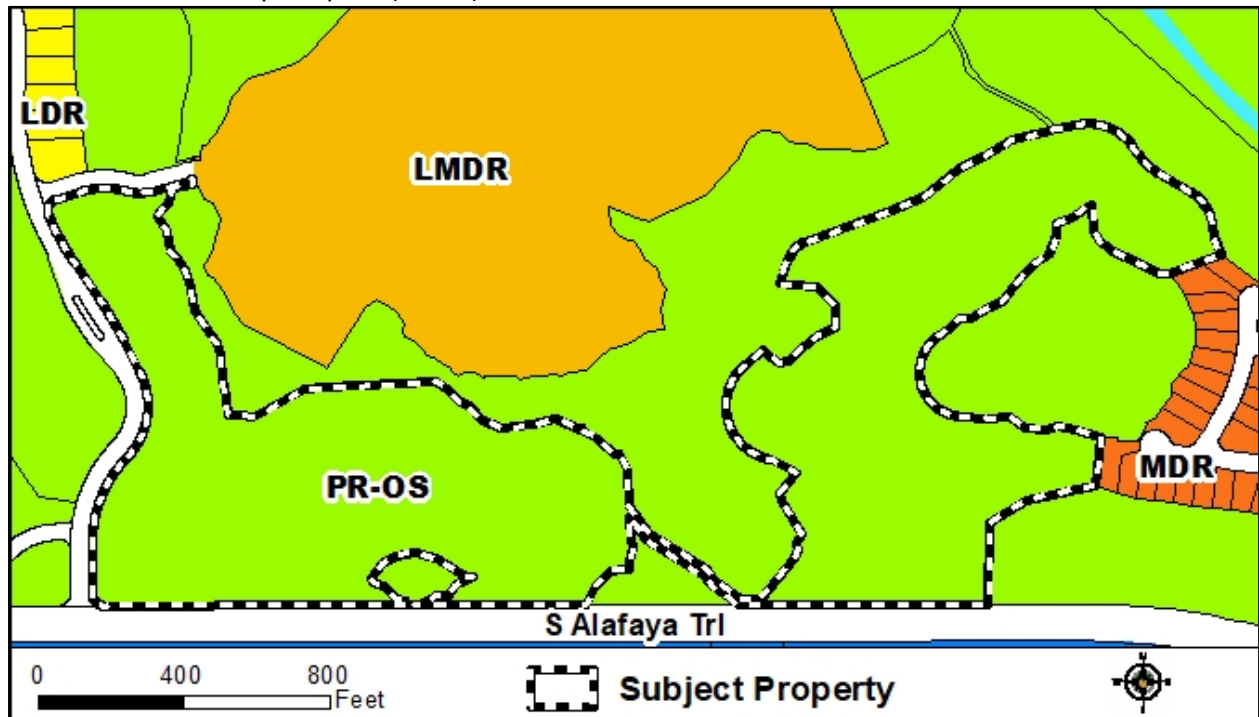 LDR
LMDR
PR-OS
MDR
S Alafaya Trl
0 400 800
Feet
Subject Property